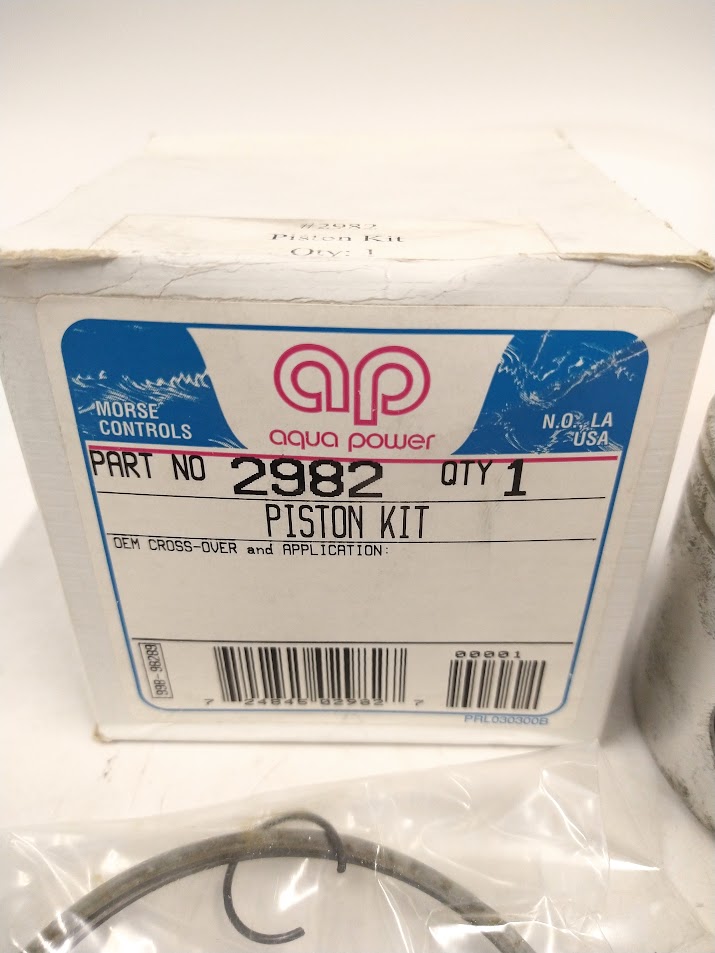 #2982
Piston Kit
Qty: 1
ap
aqua power
MORSE
CONTROLS
N.O., LA
USA
PART NO 2982 QTY 1
PISTON KIT
OEM CROSS-OVER and APPLICATION:
00001
7 24846 02982 7
PRL030300B